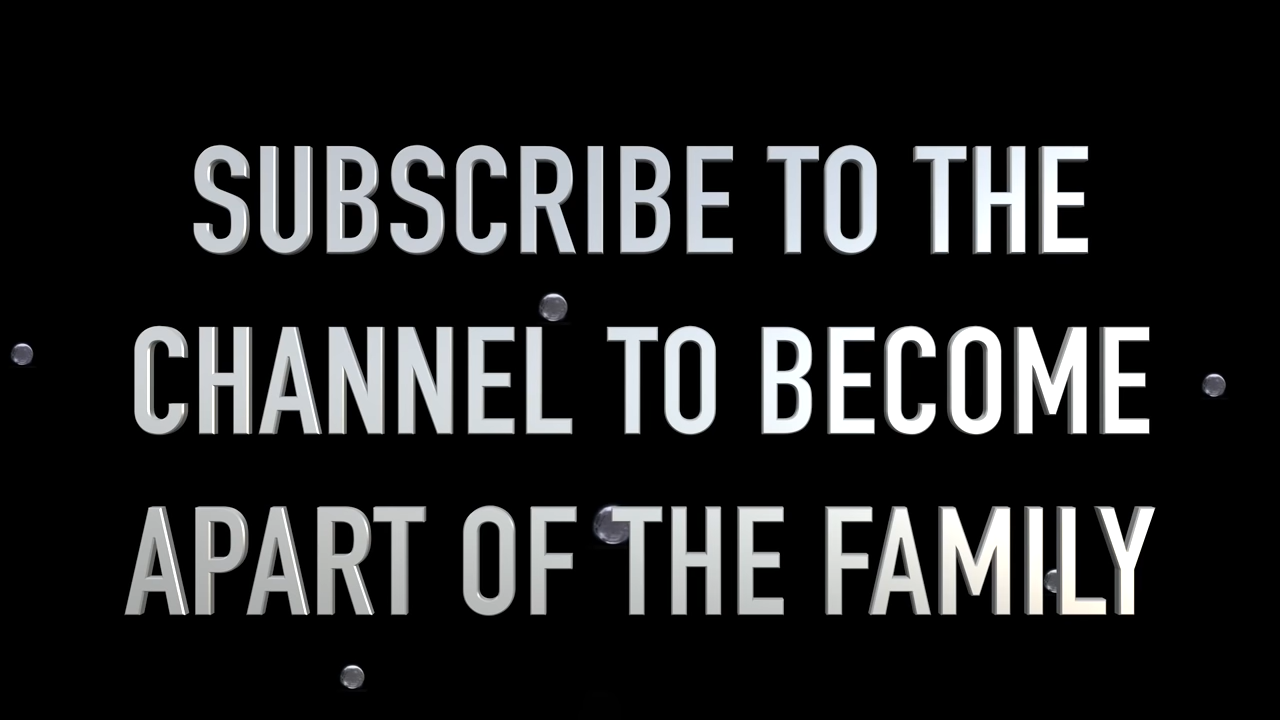 SUBSCRIBE TO THE
CHANNEL TO BECOME
APART OF THE FAMILY